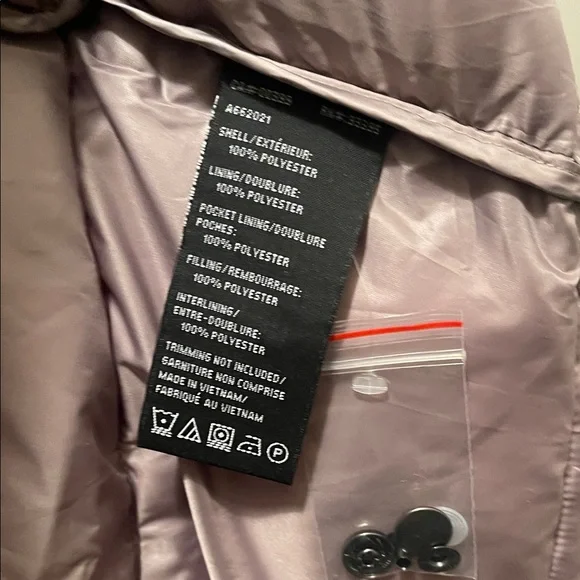 A662021
SHELL/EXTÉRIEUR:
100% POLYESTER
LINING/DOUBLURE:
100% POLYESTER
POCKET LINING/DOUBLURE
POCHES:
100% POLYESTER
FILLING/REMBOURRAGE:
100% POLYESTER
INTERLINING/
ENTRE-DOUBLURE:
100% POLYESTER
TRIMMING NOT INCLUDED/
GARNITURE NON COMPRISE
MADE IN VIETNAM/
FABRIQUÉ AU VIETNAM
P